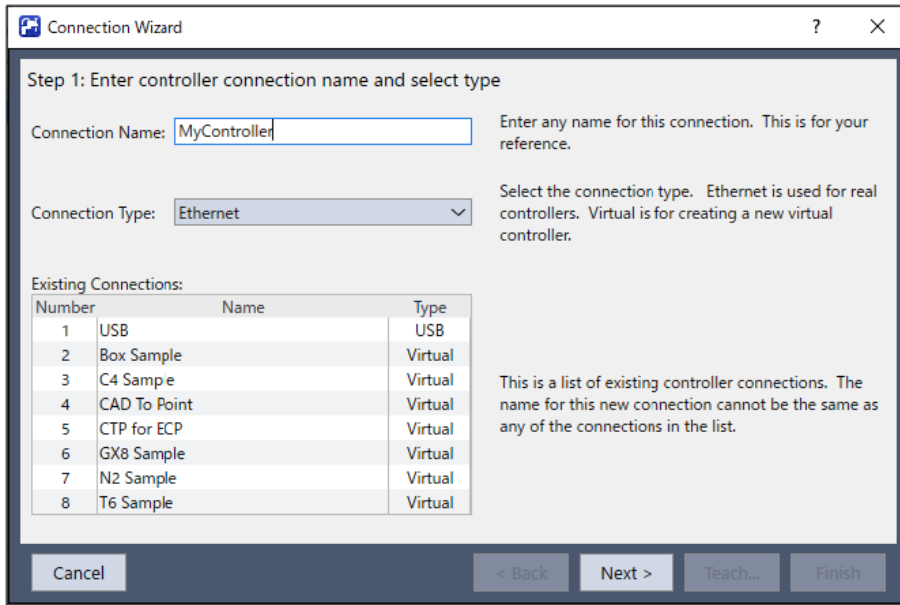 Connection Wizard
?
Step 1: Enter controller connection name and select type
Connection Name: MyController
Enter any name for this connection. This is for your
reference.
Connection Type: Ethernet
Select the connection type. Ethernet is used for real
controllers. Virtual is for creating a new virtual
controller.
Existing Connections:
Number Name Type
1 USB USB
2 Box Sample Virtual
3 C4 Sample Virtual
4 CAD To Point Virtual
5 CTP for ECP Virtual
6 GX8 Sample Virtual
7 N2 Sample Virtual
8 T6 Sample Virtual
This is a list of existing controller connections. The
name for this new connection cannot be the same as
any of the connections in the list.
Cancel < Back Next > Teach... Finish